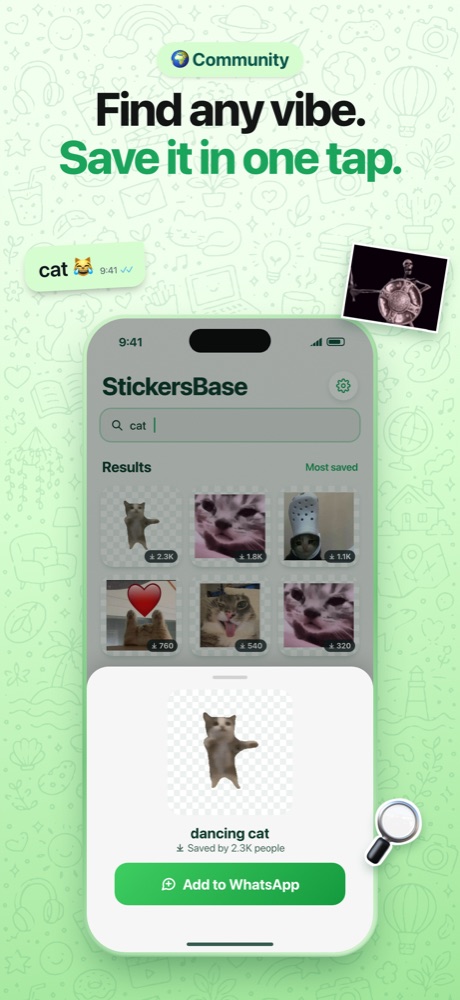 🌍 Community
Find any vibe.
Save it in one tap.
cat 😹 9:41
9:41
StickersBase
cat
Results Most saved
2.3K 1.8K 1.1K
760 540 320
dancing cat
Saved by 2.3K people
Add to WhatsApp